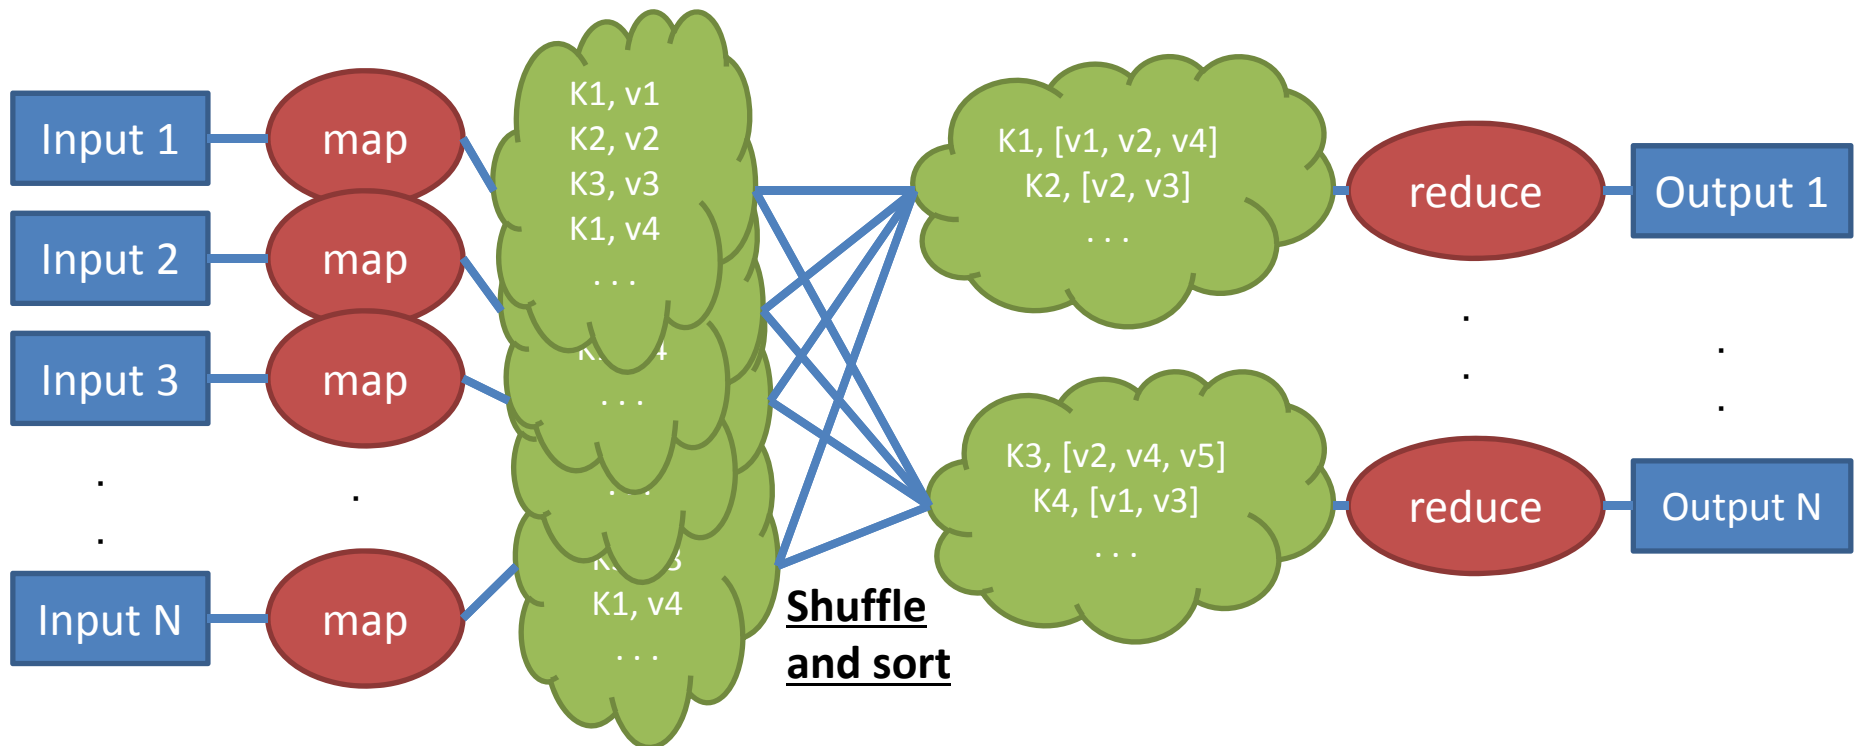 Input 1
map
Input 2
map
Input 3
map
.
.
.
Input N
map
K1, v1
K2, v2
K3, v3
K1, v4
. . .
. . .
. . .
K1, v4
. . .
Shuffle
and sort
K1, [v1, v2, v4]
K2, [v2, v3]
. . .
reduce
Output 1
.
.
.
.
K3, [v2, v4, v5]
K4, [v1, v3]
. . .
reduce
Output N